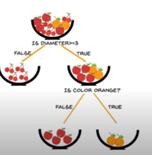 IS DIAMETER>=3
FALSE TRUE
IS COLOR ORANGE?
FALSE TRUE